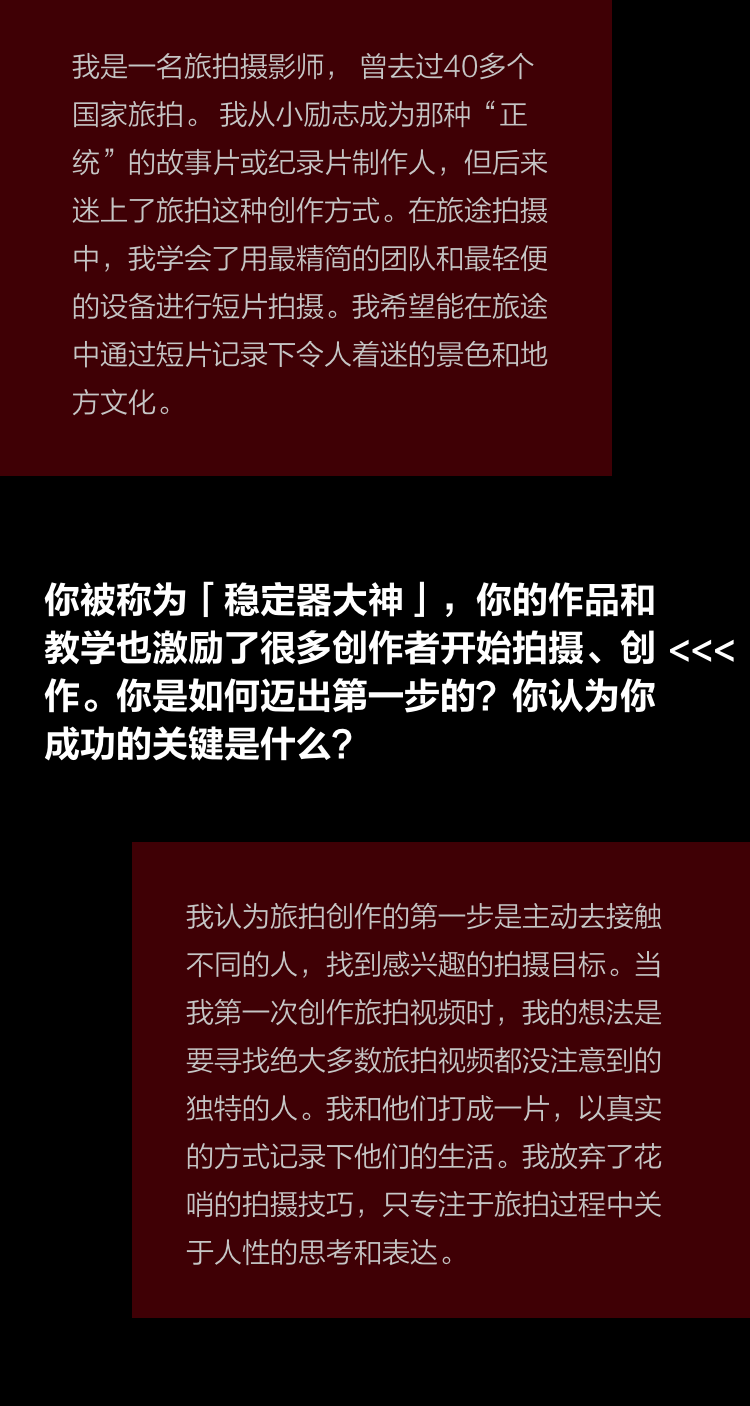 我是一名旅拍摄影师， 曾去过40多个
国家旅拍。 我从小励志成为那种“正
统”的故事片或纪录片制作人，但后来
迷上了旅拍这种创作方式。在旅途拍摄
中，我学会了用最精简的团队和最轻便
的设备进行短片拍摄。我希望能在旅途
中通过短片记录下令人着迷的景色和地
方文化。
你被称为「稳定器大神」，你的作品和
教学也激励了很多创作者开始拍摄、创 <<<
作。你是如何迈出第一步的？你认为你
成功的关键是什么？
我认为旅拍创作的第一步是主动去接触
不同的人，找到感兴趣的拍摄目标。当
我第一次创作旅拍视频时，我的想法是
要寻找绝大多数旅拍视频都没注意到的
独特的人。我和他们打成一片，以真实
的方式记录下他们的生活。我放弃了花
哨的拍摄技巧，只专注于旅拍过程中关
于人性的思考和表达。